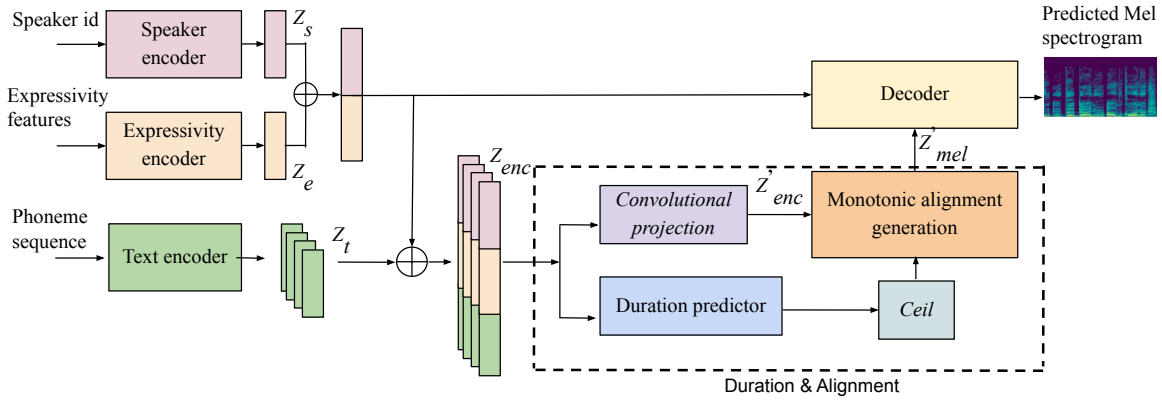 Speaker id
Speaker
encoder
Z_s
Expressivity
features
Expressivity
encoder
Z_e
Phoneme
sequence
Text encoder
Z_t
Z_enc
Convolutional
projection
Z'_enc
Duration predictor
Ceil
Monotonic alignment
generation
Z'_mel
Decoder
Predicted Mel
spectrogram
Duration & Alignment